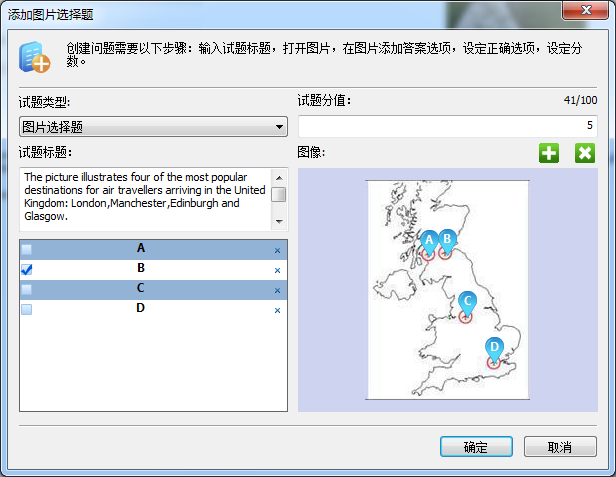 添加图片选择题
创建问题需要以下步骤：输入试题标题，打开图片，在图片添加答案选项，设定正确选项，设定分
数。
试题类型:
试题分值:
41/100
图片选择题
5
试题标题:
图像:
The picture illustrates four of the most popular
destinations for air travellers arriving in the United
Kingdom: London,Manchester,Edinburgh and
Glasgow.
A
B
C
D
A
B
C
D
确定
取消